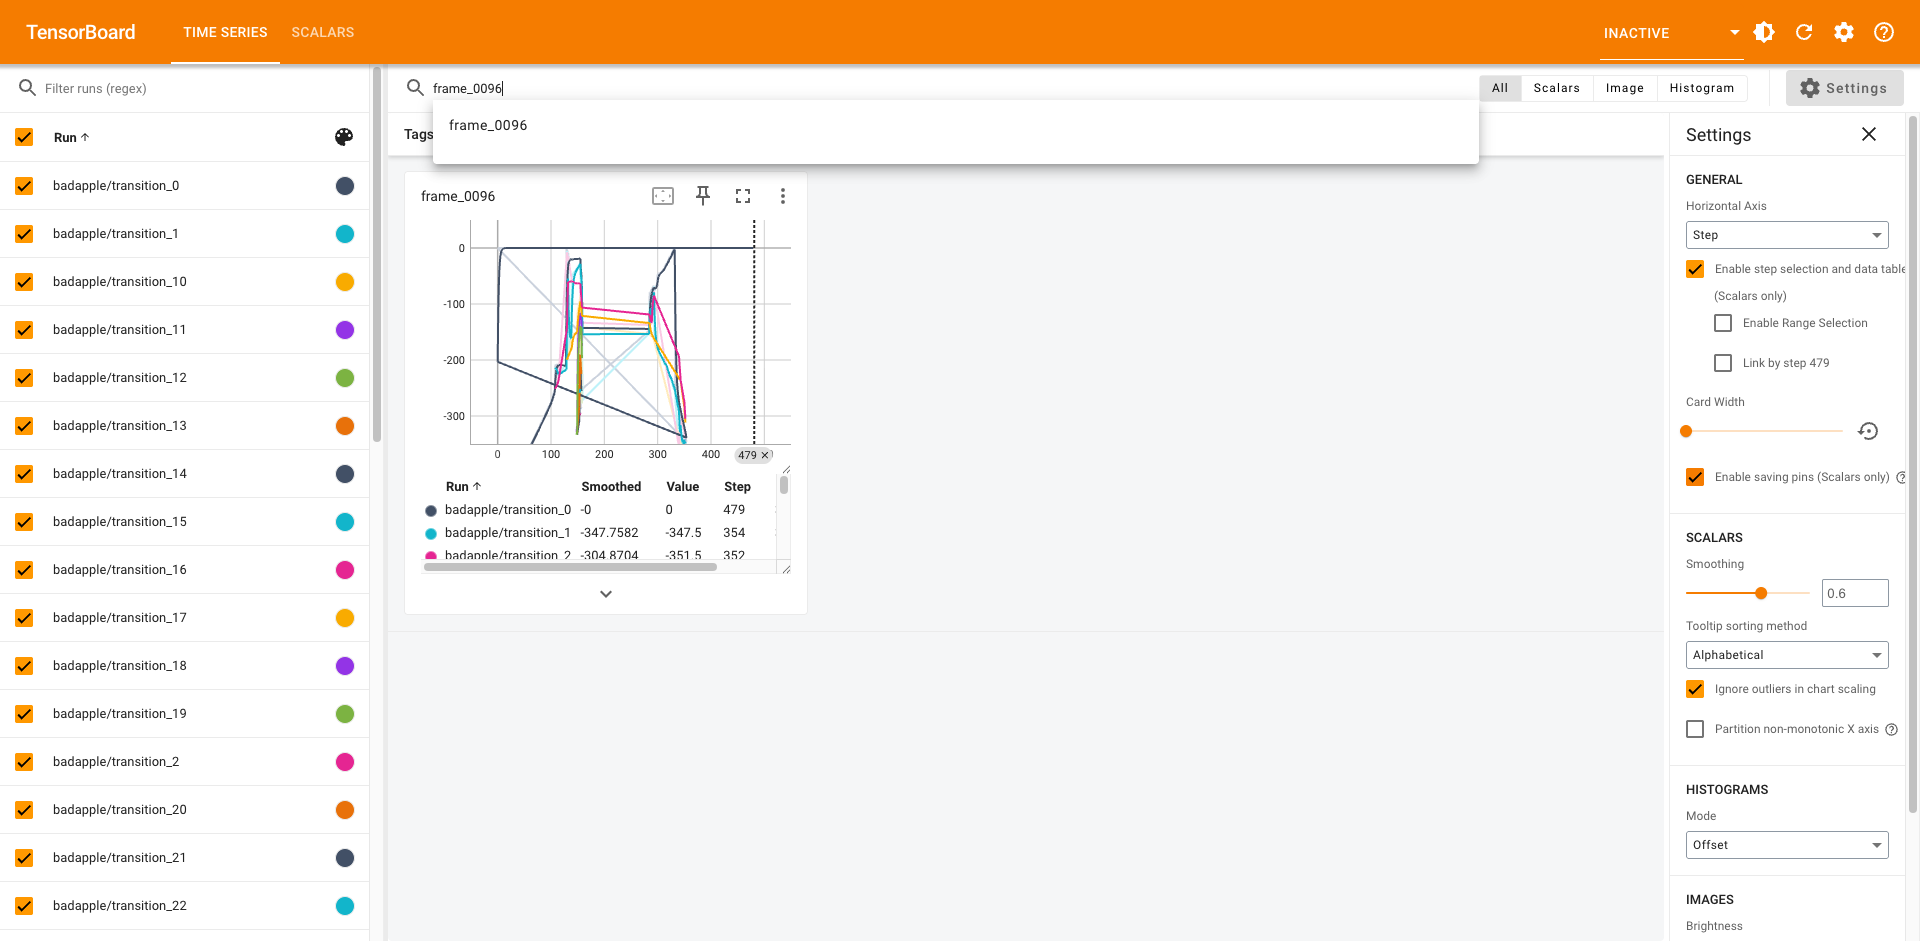 TensorBoard
TIME SERIES
SCALARS
INACTIVE
Filter runs (regex)
frame_0096
All
Scalars
Image
Histogram
Settings
frame_0096
Run
badapple/transition_0
badapple/transition_1
badapple/transition_10
badapple/transition_11
badapple/transition_12
badapple/transition_13
badapple/transition_14
badapple/transition_15
badapple/transition_16
badapple/transition_17
badapple/transition_18
badapple/transition_19
badapple/transition_2
badapple/transition_20
badapple/transition_21
badapple/transition_22
Tags
frame_0096
0
-100
-200
-300
0 100 200 300 400 479
Run Smoothed Value Step
badapple/transition_0 -0 0 479
badapple/transition_1 -347.7582 -347.5 354
badapple/transition_2 -304.8704 -351.5 352
Settings
GENERAL
Horizontal Axis
Step
Enable step selection and data table
(Scalars only)
Enable Range Selection
Link by step 479
Card Width
Enable saving pins (Scalars only)
SCALARS
Smoothing
0.6
Tooltip sorting method
Alphabetical
Ignore outliers in chart scaling
Partition non-monotonic X axis
HISTOGRAMS
Mode
Offset
IMAGES
Brightness